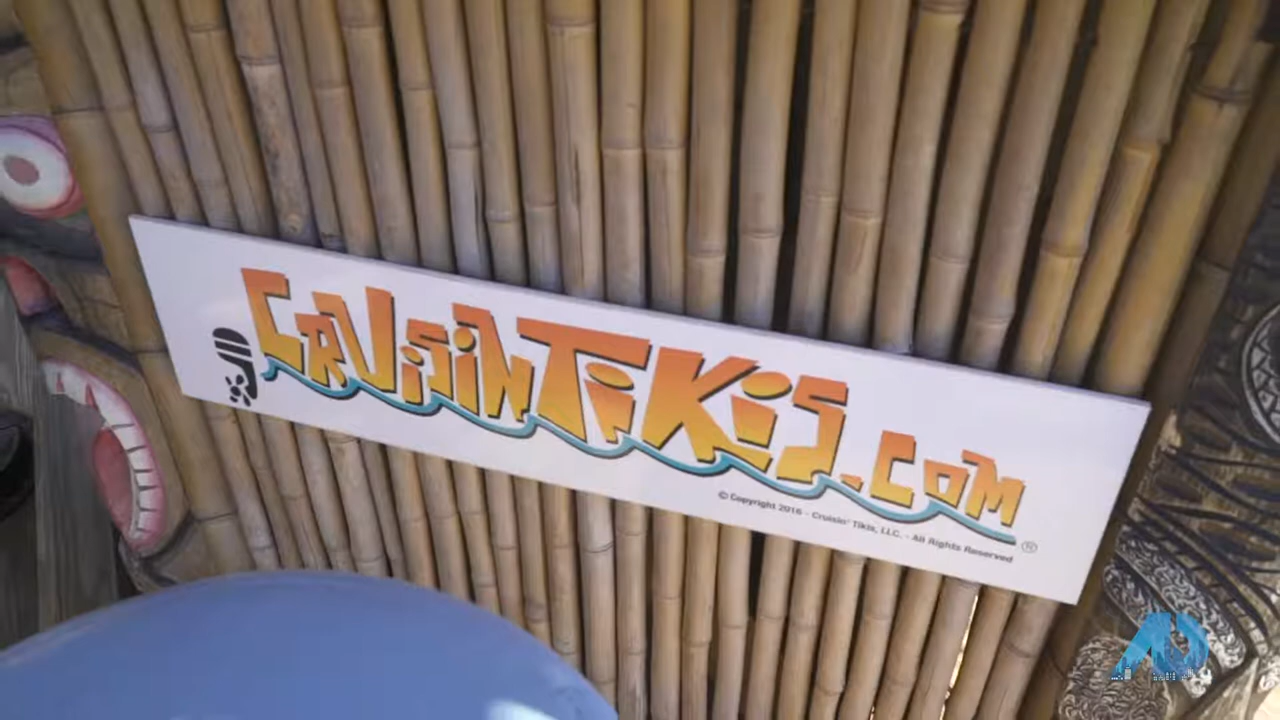 CRUiSiNTiKiS.COM
© Copyright 2016 - Cruisin' Tikis, LLC. - All Rights Reserved
®